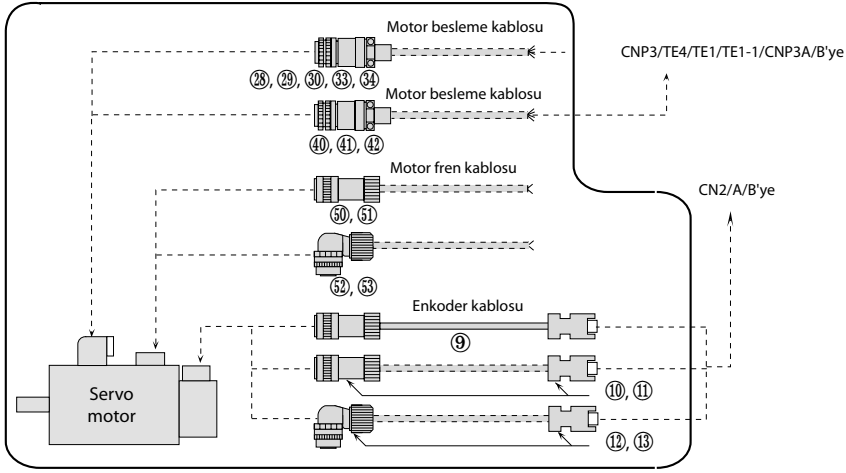 Motor besleme kablosu
CNP3/TE4/TE1/TE1-1/CNP3A/B'ye
㉘, ㉙, ㉚, ㉝, ㉞
Motor besleme kablosu
㊵, ㊶, ㊷
Motor fren kablosu
CN2/A/B'ye
㊿, 51
52, 53
Enkoder kablosu
⑨
⑩, ⑪
Servo
motor
⑫, ⑬